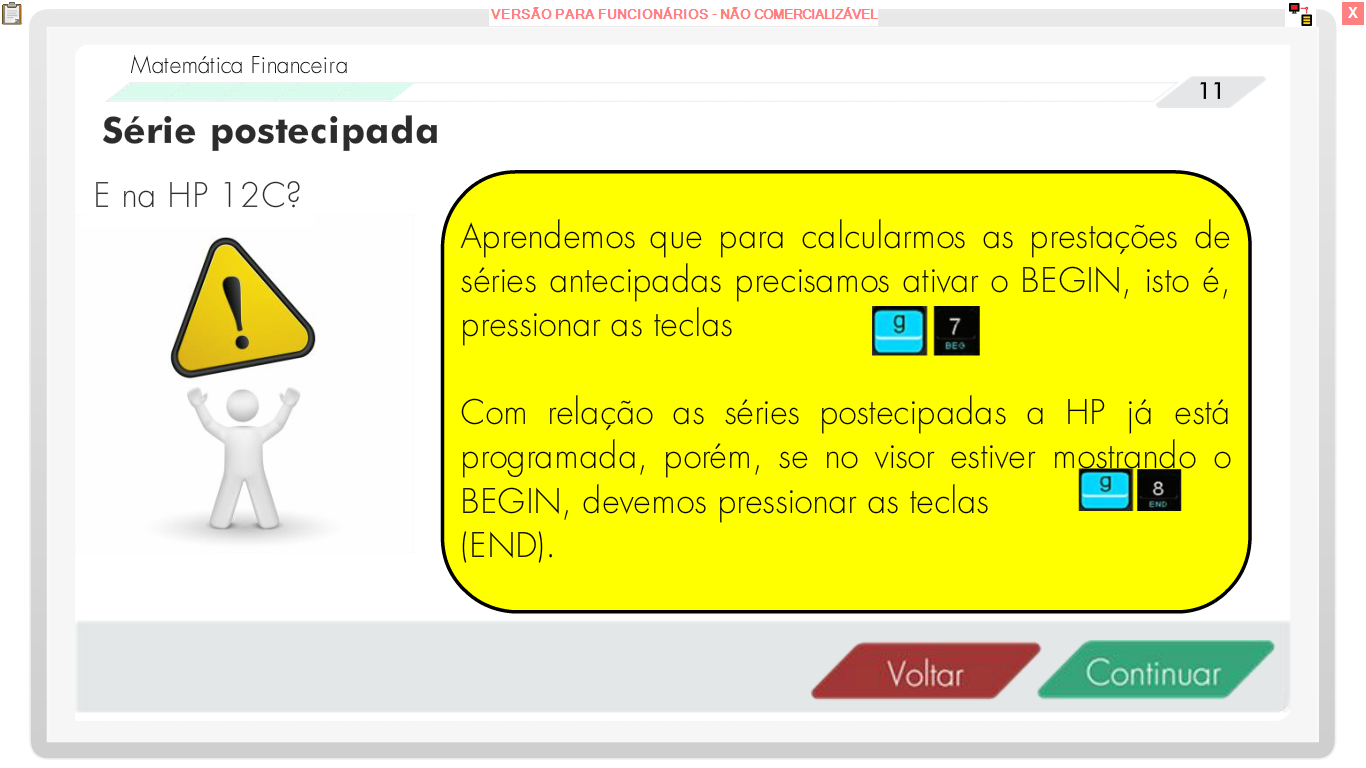 VERSÃO PARA FUNCIONÁRIOS - NÃO COMERCIALIZÁVEL
X
Matemática Financeira
11
Série postecipada
E na HP 12C?
Aprendemos que para calcularmos as prestações de
séries antecipadas precisamos ativar o BEGIN, isto é,
pressionar as teclas g 7
BEG
Com relação as séries postecipadas a HP já está
programada, porém, se no visor estiver mostrando o
BEGIN, devemos pressionar as teclas g 8
END
(END).
Voltar Continuar